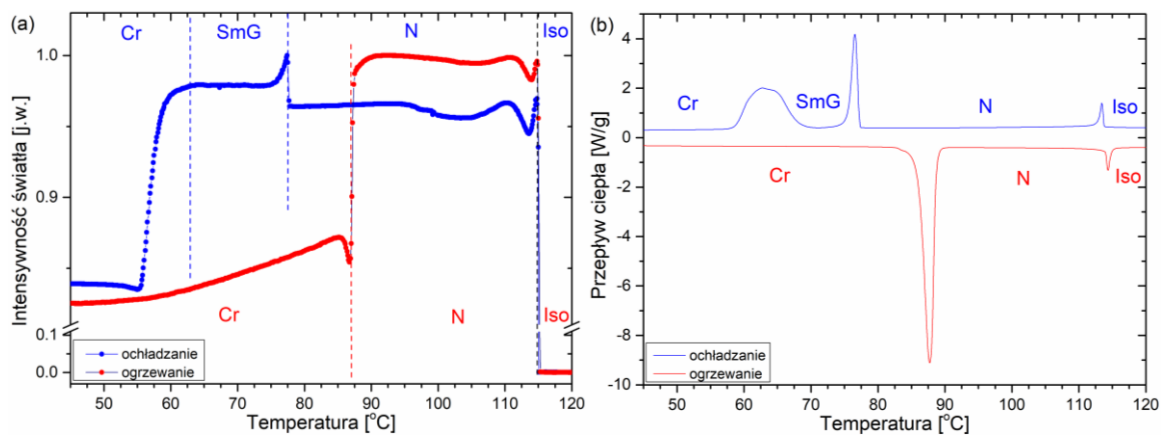 (a)
Cr SmG N Iso
Intensywność światła [j.w.]
1.0
0.9
0.1
0.0
Cr N Iso
ochładzanie
ogrzewanie
50 60 70 80 90 100 110 120
Temperatura [°C]
(b)
Przepływ ciepła [W/g]
4
2
0
-2
-4
-6
-8
-10
Cr SmG N Iso
Cr N Iso
ochładzanie
ogrzewanie
50 60 70 80 90 100 110 120
Temperatura [°C]